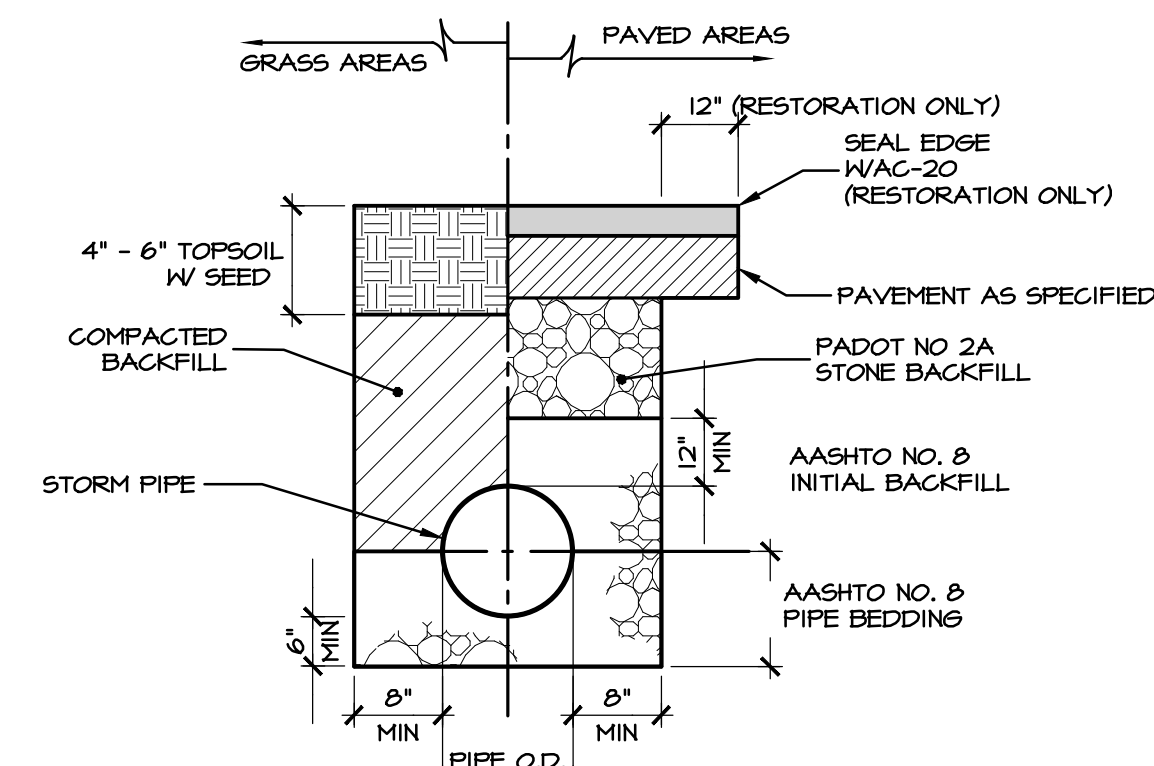 PAVED AREAS
GRASS AREAS
12" (RESTORATION ONLY)
SEAL EDGE
W/AC-20
(RESTORATION ONLY)
4" - 6" TOPSOIL
W/ SEED
PAVEMENT AS SPECIFIED
COMPACTED
BACKFILL
PADOT NO 2A
STONE BACKFILL
12"
MIN
AASHTO NO. 8
INITIAL BACKFILL
STORM PIPE
AASHTO NO. 8
PIPE BEDDING
6"
MIN
8"
MIN
8"
MIN
PIPE O.D.